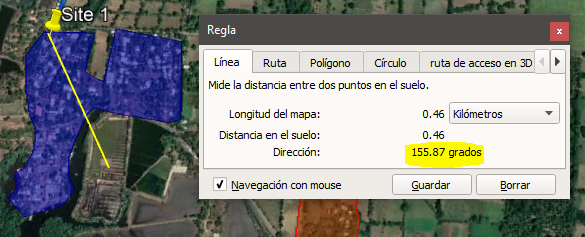 Site 1
Regla
Línea Ruta Polígono Círculo ruta de acceso en 3D
Mide la distancia entre dos puntos en el suelo.
Longitud del mapa: 0.46 Kilómetros
Distancia en el suelo: 0.46
Dirección: 155.87 grados
Navegación con mouse Guardar Borrar